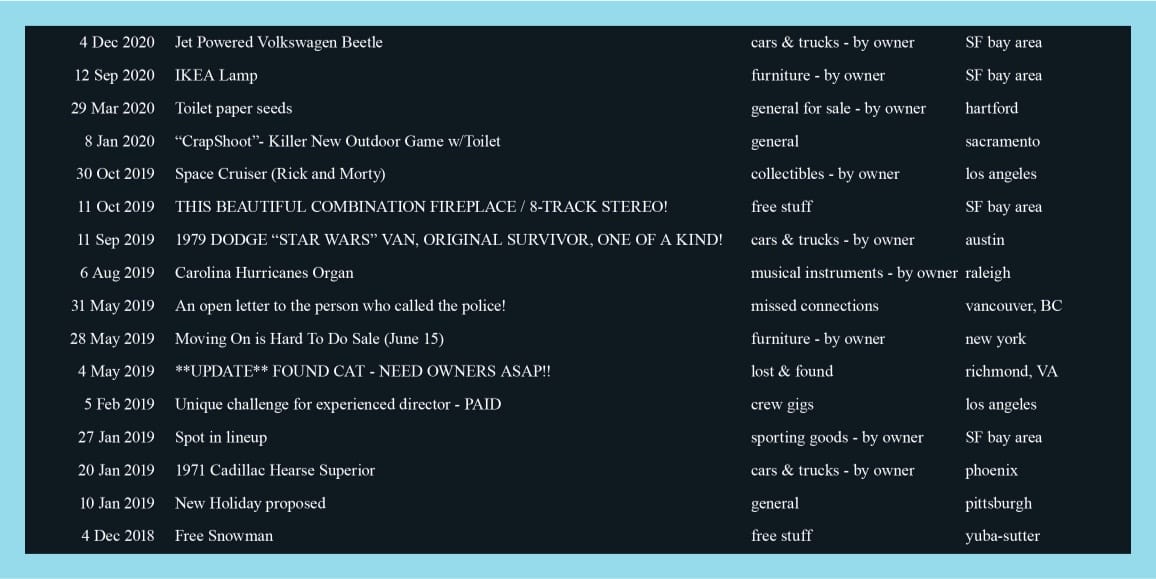 4 Dec 2020 Jet Powered Volkswagen Beetle cars & trucks - by owner SF bay area
12 Sep 2020 IKEA Lamp furniture - by owner SF bay area
29 Mar 2020 Toilet paper seeds general for sale - by owner hartford
8 Jan 2020 “CrapShoot”- Killer New Outdoor Game w/Toilet general sacramento
30 Oct 2019 Space Cruiser (Rick and Morty) collectibles - by owner los angeles
11 Oct 2019 THIS BEAUTIFUL COMBINATION FIREPLACE / 8-TRACK STEREO! free stuff SF bay area
11 Sep 2019 1979 DODGE “STAR WARS” VAN, ORIGINAL SURVIVOR, ONE OF A KIND! cars & trucks - by owner austin
6 Aug 2019 Carolina Hurricanes Organ musical instruments - by owner raleigh
31 May 2019 An open letter to the person who called the police! missed connections vancouver, BC
28 May 2019 Moving On is Hard To Do Sale (June 15) furniture - by owner new york
4 May 2019 **UPDATE** FOUND CAT - NEED OWNERS ASAP!! lost & found richmond, VA
5 Feb 2019 Unique challenge for experienced director - PAID crew gigs los angeles
27 Jan 2019 Spot in lineup sporting goods - by owner SF bay area
20 Jan 2019 1971 Cadillac Hearse Superior cars & trucks - by owner phoenix
10 Jan 2019 New Holiday proposed general pittsburgh
4 Dec 2018 Free Snowman free stuff yuba-sutter